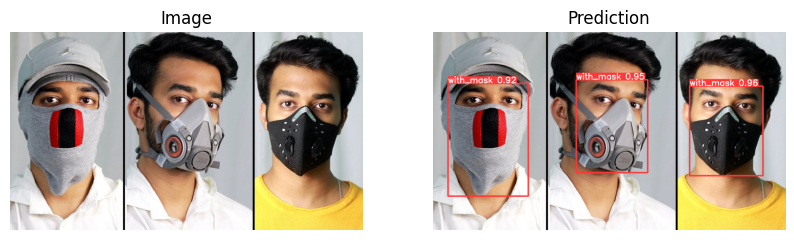 Image
Prediction
with_mask 0.92
with_mask 0.95
with_mask 0.96